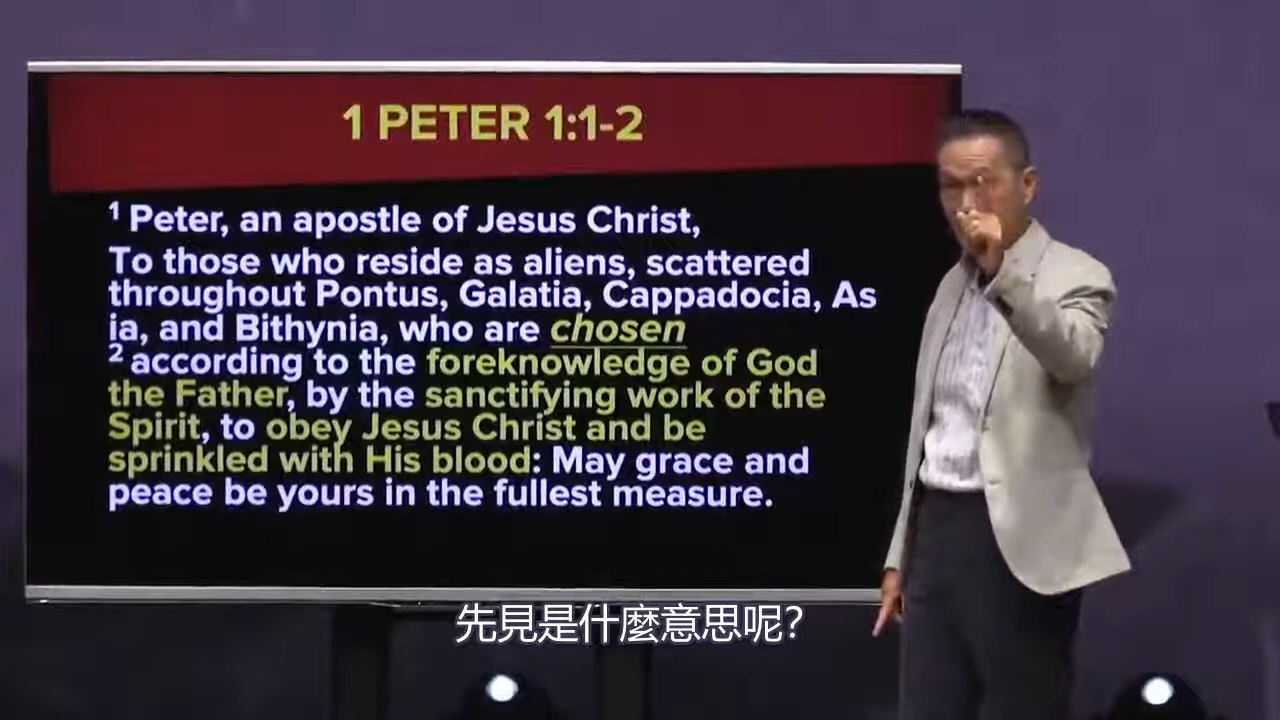 1 PETER 1:1-2
1 Peter, an apostle of Jesus Christ,
To those who reside as aliens, scattered
throughout Pontus, Galatia, Cappadocia, As
ia, and Bithynia, who are chosen
2 according to the foreknowledge of God
the Father, by the sanctifying work of the
Spirit, to obey Jesus Christ and be
sprinkled with His blood: May grace and
peace be yours in the fullest measure.
先見是什麼意思呢?